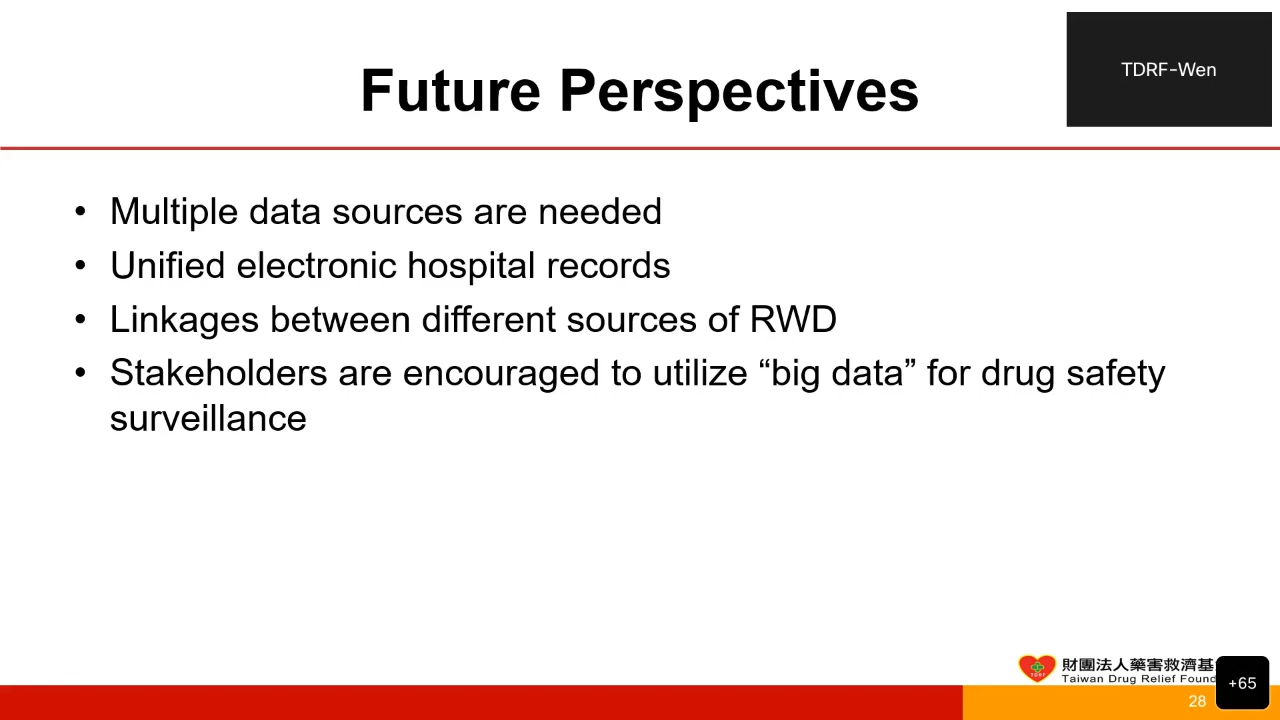 TDRF-Wen
Future Perspectives
• Multiple data sources are needed
• Unified electronic hospital records
• Linkages between different sources of RWD
• Stakeholders are encouraged to utilize “big data” for drug safety
surveillance
TDRF
財團法人藥害救濟基
Taiwan Drug Relief Found
+65
28